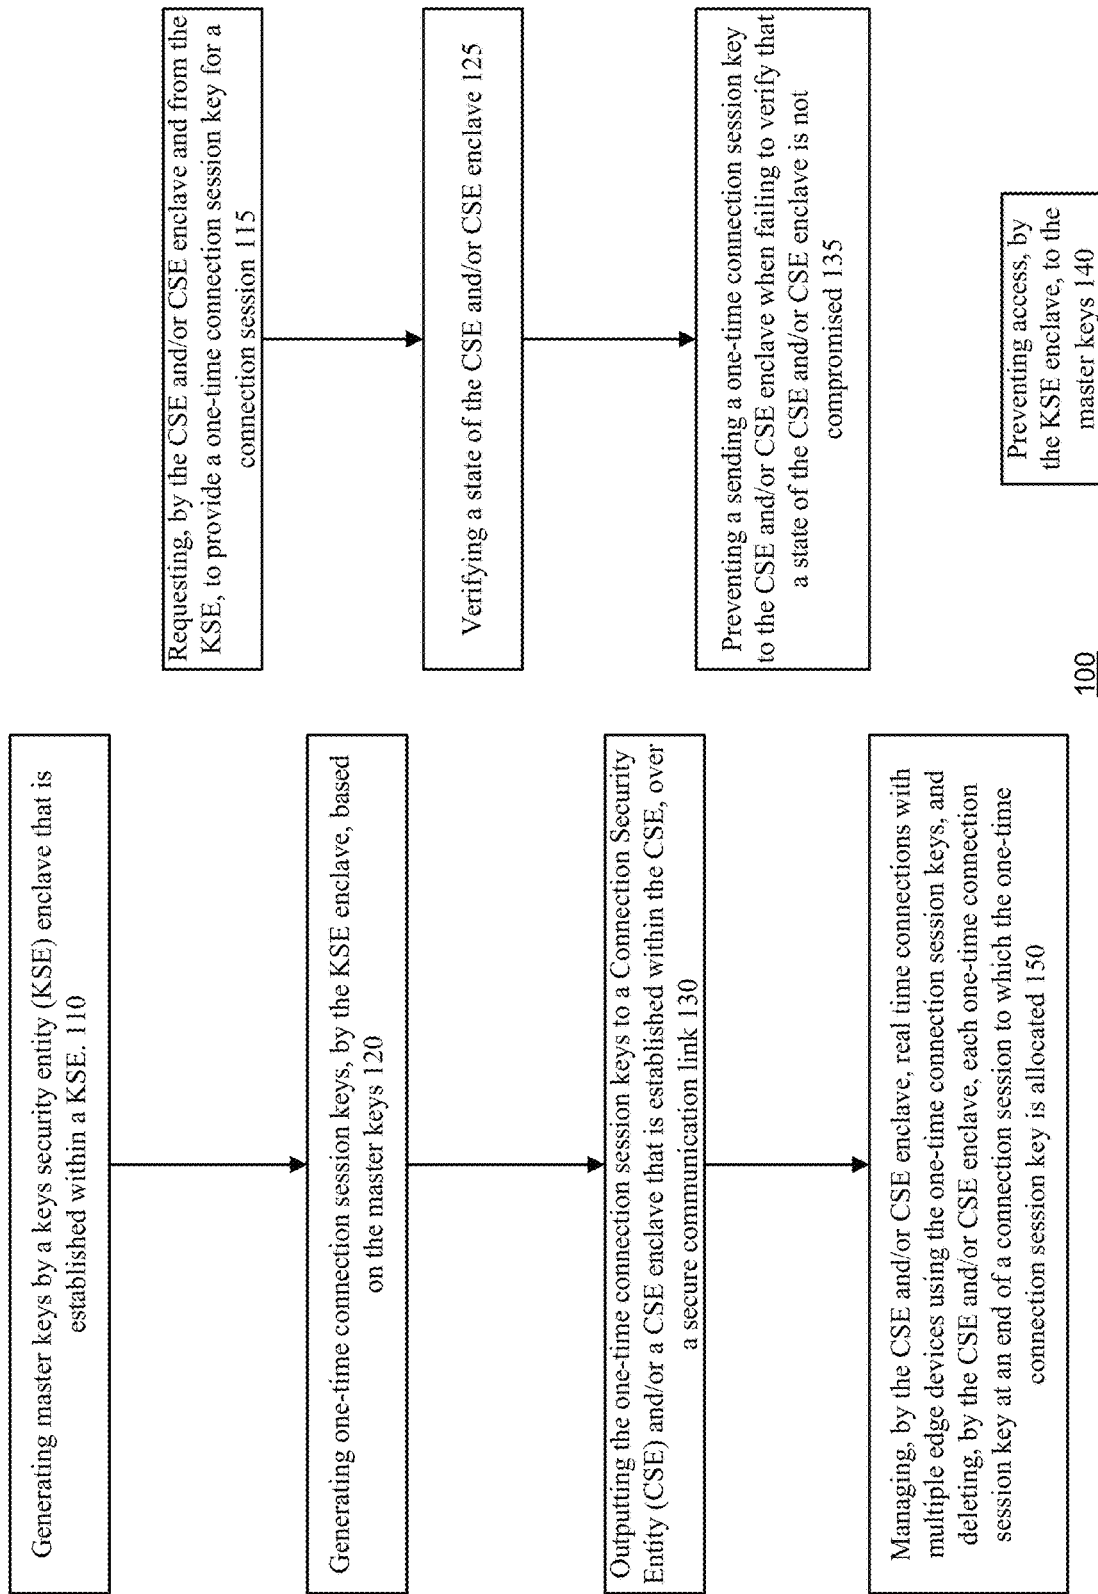 Generating master keys by a keys security entity (KSE) enclave that is
established within a KSE. 110
Generating one-time connection session keys, by the KSE enclave, based
on the master keys 120
Outputting the one-time connection session keys to a Connection Security
Entity (CSE) and/or a CSE enclave that is established within the CSE, over
a secure communication link 130
Managing, by the CSE and/or CSE enclave, real time connections with
multiple edge devices using the one-time connection session keys, and
deleting, by the CSE and/or CSE enclave, each one-time connection
session key at an end of a connection session to which the one-time
connection session key is allocated 150
Requesting, by the CSE and/or CSE enclave and from the
KSE, to provide a one-time connection session key for a
connection session 115
Verifying a state of the CSE and/or CSE enclave 125
Preventing a sending a one-time connection session key
to the CSE and/or CSE enclave when failing to verify that
a state of the CSE and/or CSE enclave is not
compromised 135
Preventing access, by
the KSE enclave, to the
master keys 140
100